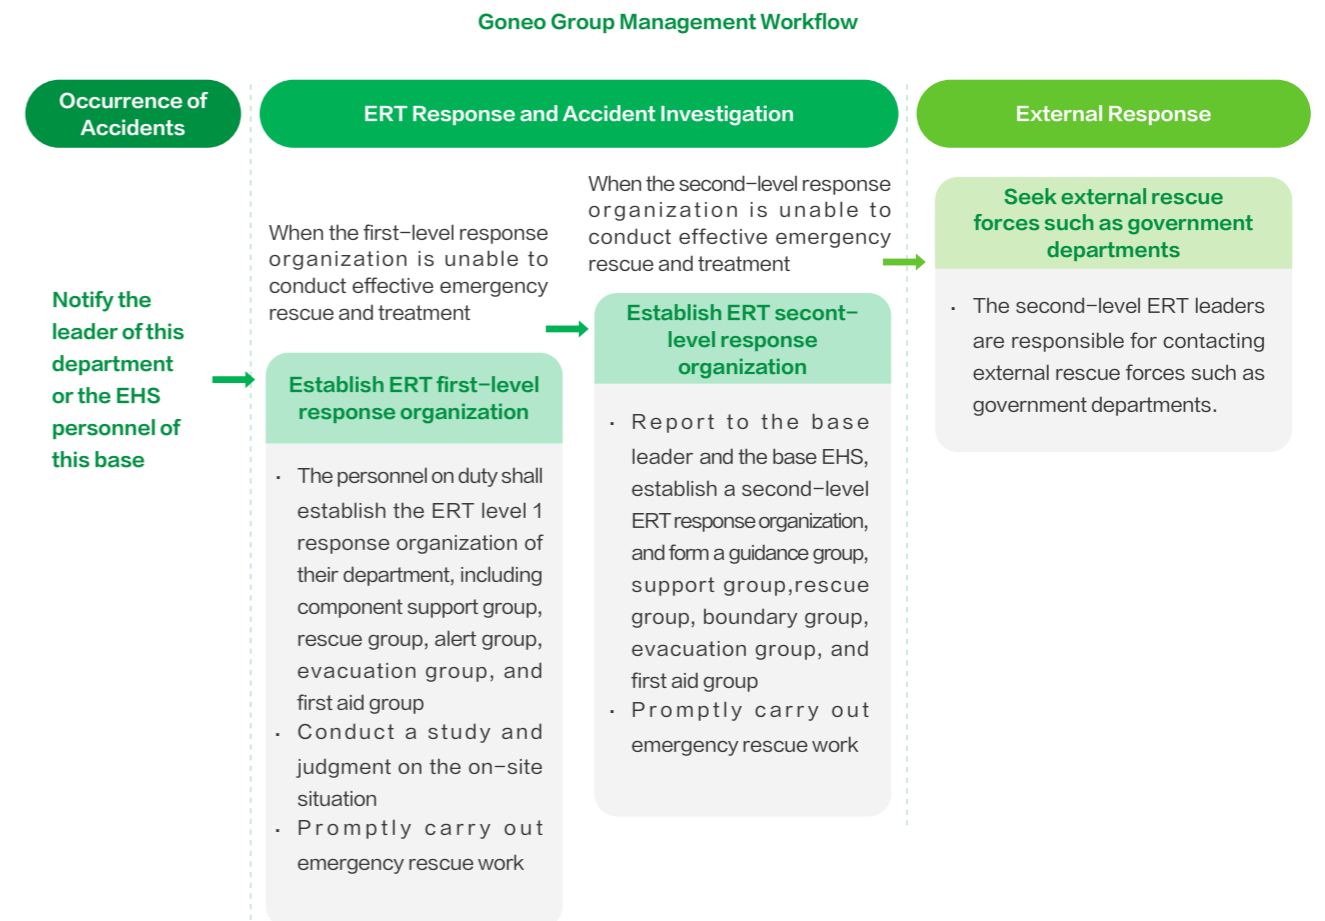 Goneo Group Management Workflow
Occurrence of
Accidents
Notify the
leader of this
department
or the EHS
personnel of
this base
ERT Response and Accident Investigation
When the first-level response
organization is unable to
conduct effective emergency
rescue and treatment
Establish ERT first-level
response organization
· The personnel on duty shall
establish the ERT level 1
response organization of
their department, including
component support group,
rescue group, alert group,
evacuation group, and
first aid group
· Conduct a study and
judgment on the on-site
situation
· Promptly carry out
emergency rescue work
When the second-level response
organization is unable to
conduct effective emergency
rescue and treatment
Establish ERT secont-
level response
organization
· Report to the base
leader and the base EHS,
establish a second-level
ERT response organization,
and form a guidance group,
support group,rescue
group, boundary group,
evacuation group, and
first aid group
· Promptly carry out
emergency rescue work
External Response
Seek external rescue
forces such as government
departments
· The second-level ERT leaders
are responsible for contacting
external rescue forces such as
government departments.